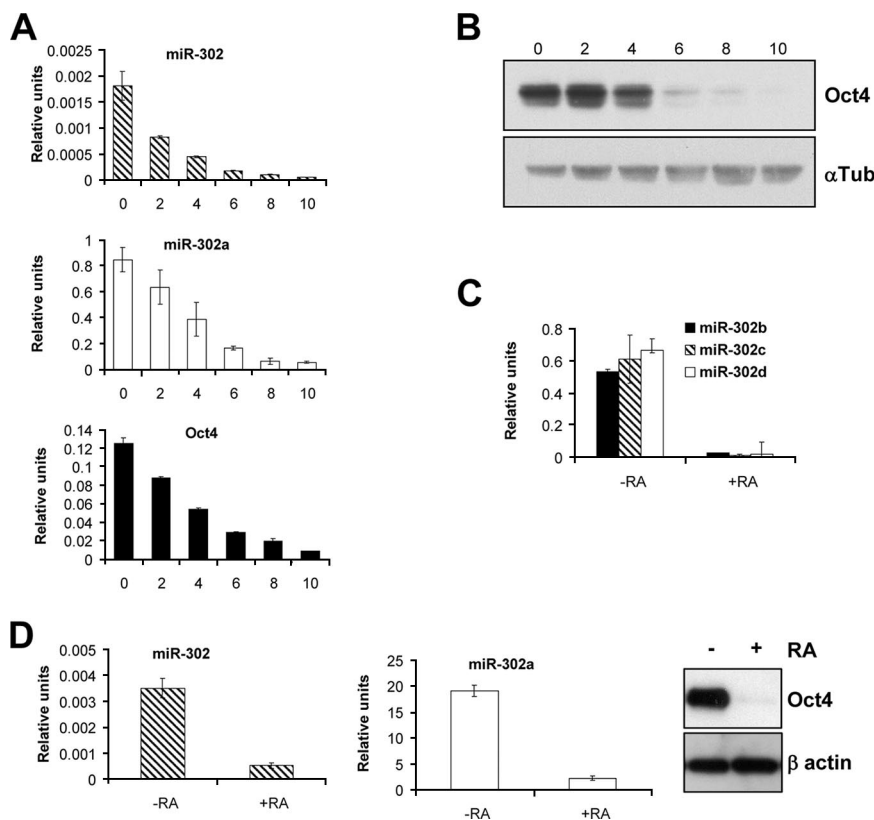 A
miR-302
Relative units
0.0025
0.002
0.0015
0.001
0.0005
0
0 2 4 6 8 10
miR-302a
Relative units
1
0.8
0.6
0.4
0.2
0
0 2 4 6 8 10
Oct4
Relative units
0.14
0.12
0.10
0.08
0.06
0.04
0.02
0
0 2 4 6 8 10
B
0 2 4 6 8 10
Oct4
αTub
C
Relative units
0.8
0.6
0.4
0.2
0
miR-302b
miR-302c
miR-302d
-RA +RA
D
miR-302
Relative units
0.005
0.004
0.003
0.002
0.001
0
-RA +RA
miR-302a
Relative units
25
20
15
10
5
0
-RA +RA
- + RA
Oct4
β actin